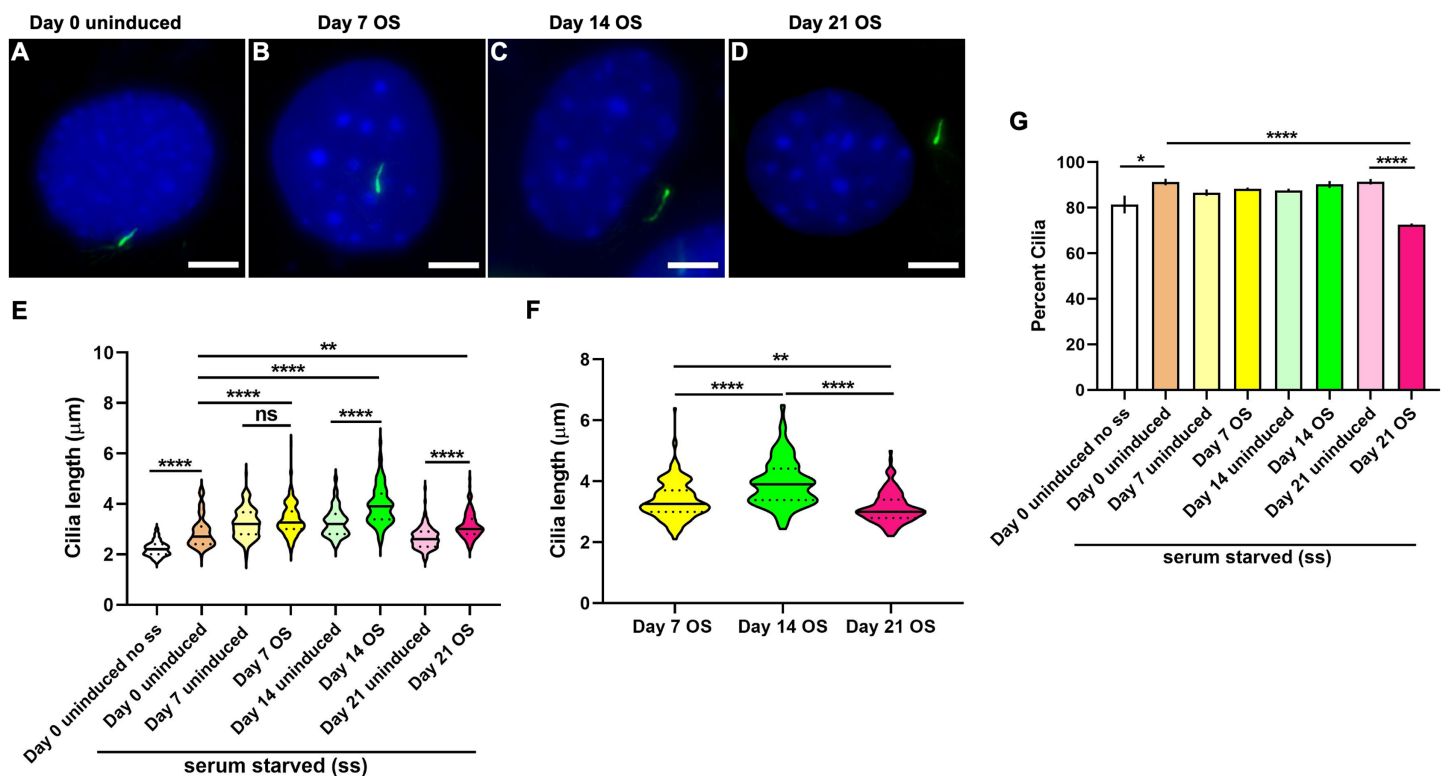 Day 0 uninduced
Day 7 OS
Day 14 OS
Day 21 OS
A
B
C
D
E
Cilia length (μm)
10
8
6
4
2
0
**
****
****
ns
****
****
****
Day 0 uninduced no ss
Day 0 uninduced
Day 7 uninduced
Day 7 OS
Day 14 uninduced
Day 14 OS
Day 21 uninduced
Day 21 OS
serum starved (ss)
F
Cilia length (μm)
8
6
4
2
0
**
****
****
Day 7 OS
Day 14 OS
Day 21 OS
G
Percent Cilia
100
80
60
40
20
0
****
*
****
Day 0 uninduced no ss
Day 0 uninduced
Day 7 uninduced
Day 7 OS
Day 14 uninduced
Day 14 OS
Day 21 uninduced
Day 21 OS
serum starved (ss)